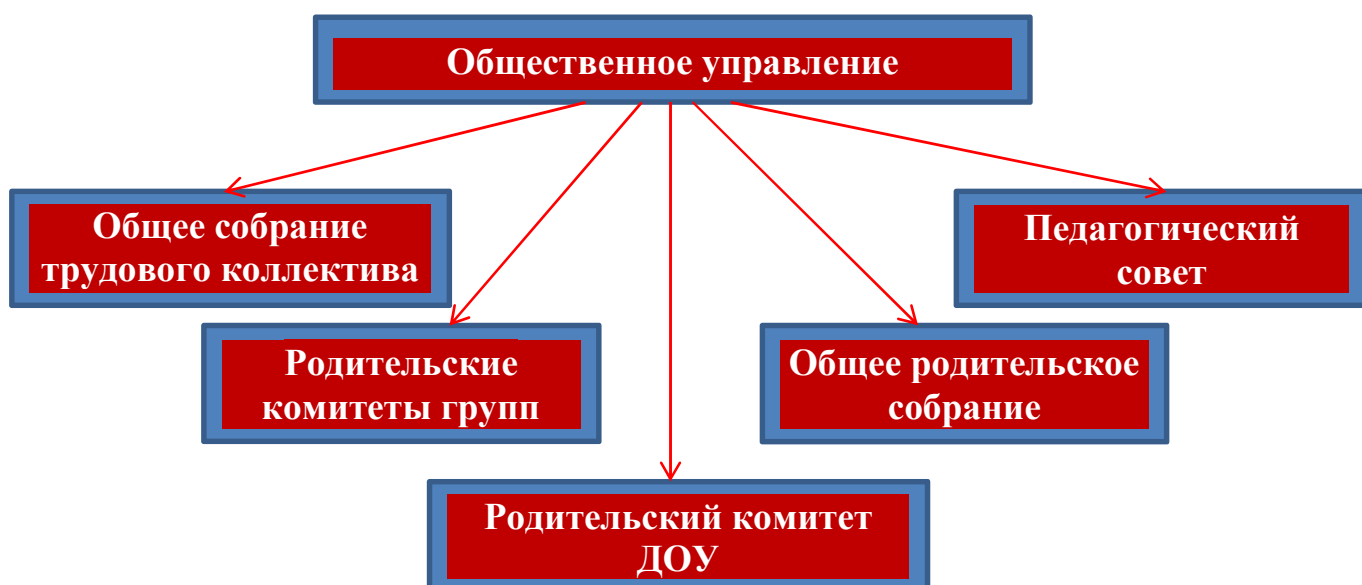 Общественное управление
Общее собрание
трудового коллектива
Педагогический
совет
Родительские
комитеты групп
Общее родительское
собрание
Родительский комитет
ДОУ